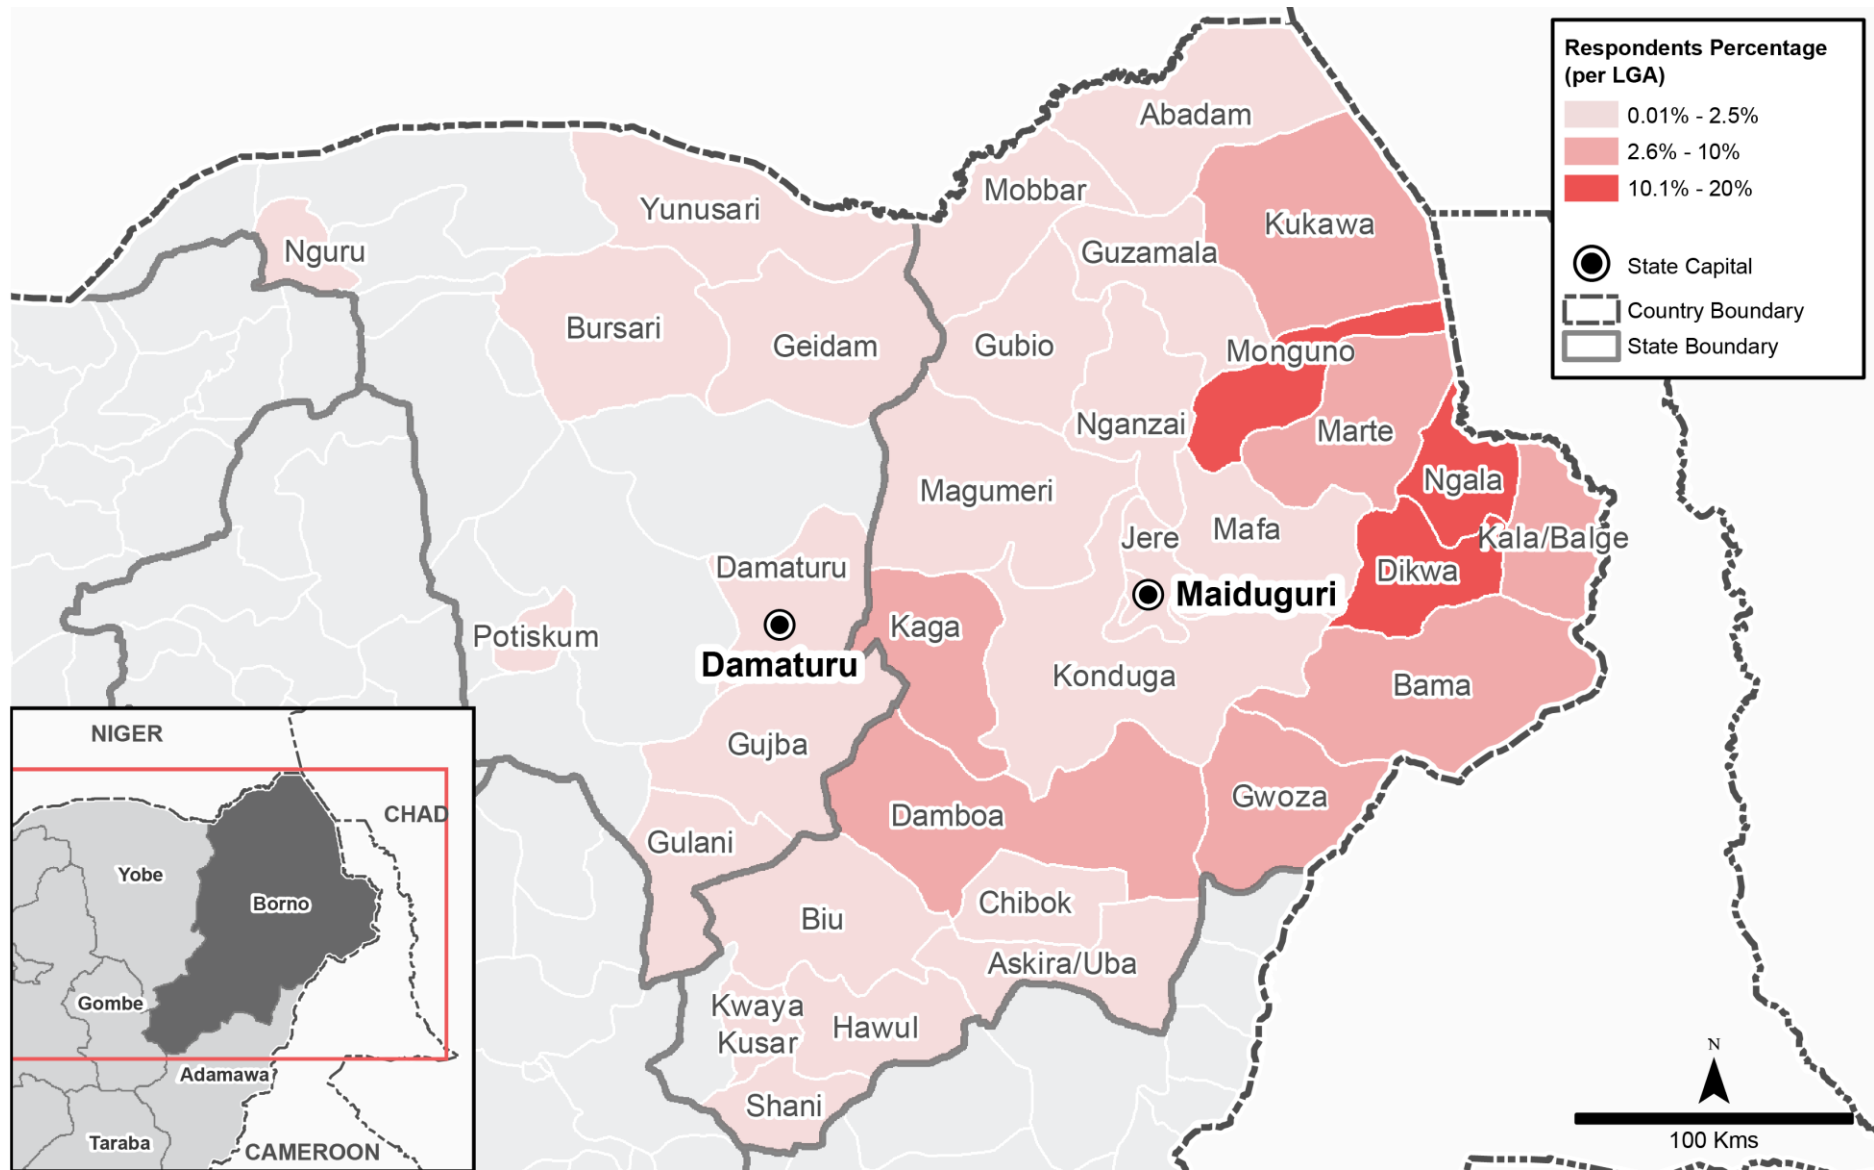 Respondents Percentage
(per LGA)
0.01% - 2.5%
2.6% - 10%
10.1% - 20%
State Capital
Country Boundary
State Boundary
Abadam
Mobbar
Yunusari
Kukawa
Nguru
Guzamala
Bursari
Geidam
Gubio
Monguno
Nganzai
Marte
Magumeri
Ngala
Jere
Mafa
Kala/Balge
Damaturu
Dikwa
Maiduguri
Potiskum
Kaga
Damaturu
Konduga
Bama
Gujba
Gwoza
Damboa
Gulani
Chibok
Biu
Askira/Uba
Kwaya
Kusar
Hawul
Shani
NIGER
CHAD
Yobe
Borno
Gombe
Adamawa
Taraba
CAMEROON
N
100 Kms